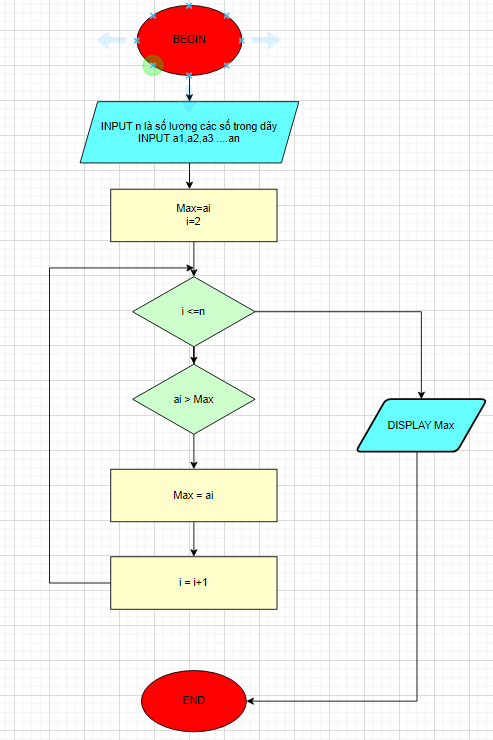 BEGIN
INPUT n là số lượng các số trong dãy
INPUT a1,a2,a3 ....an
Max=ai
i=2
i <=n
ai > Max
DISPLAY Max
Max = ai
i = i+1
END